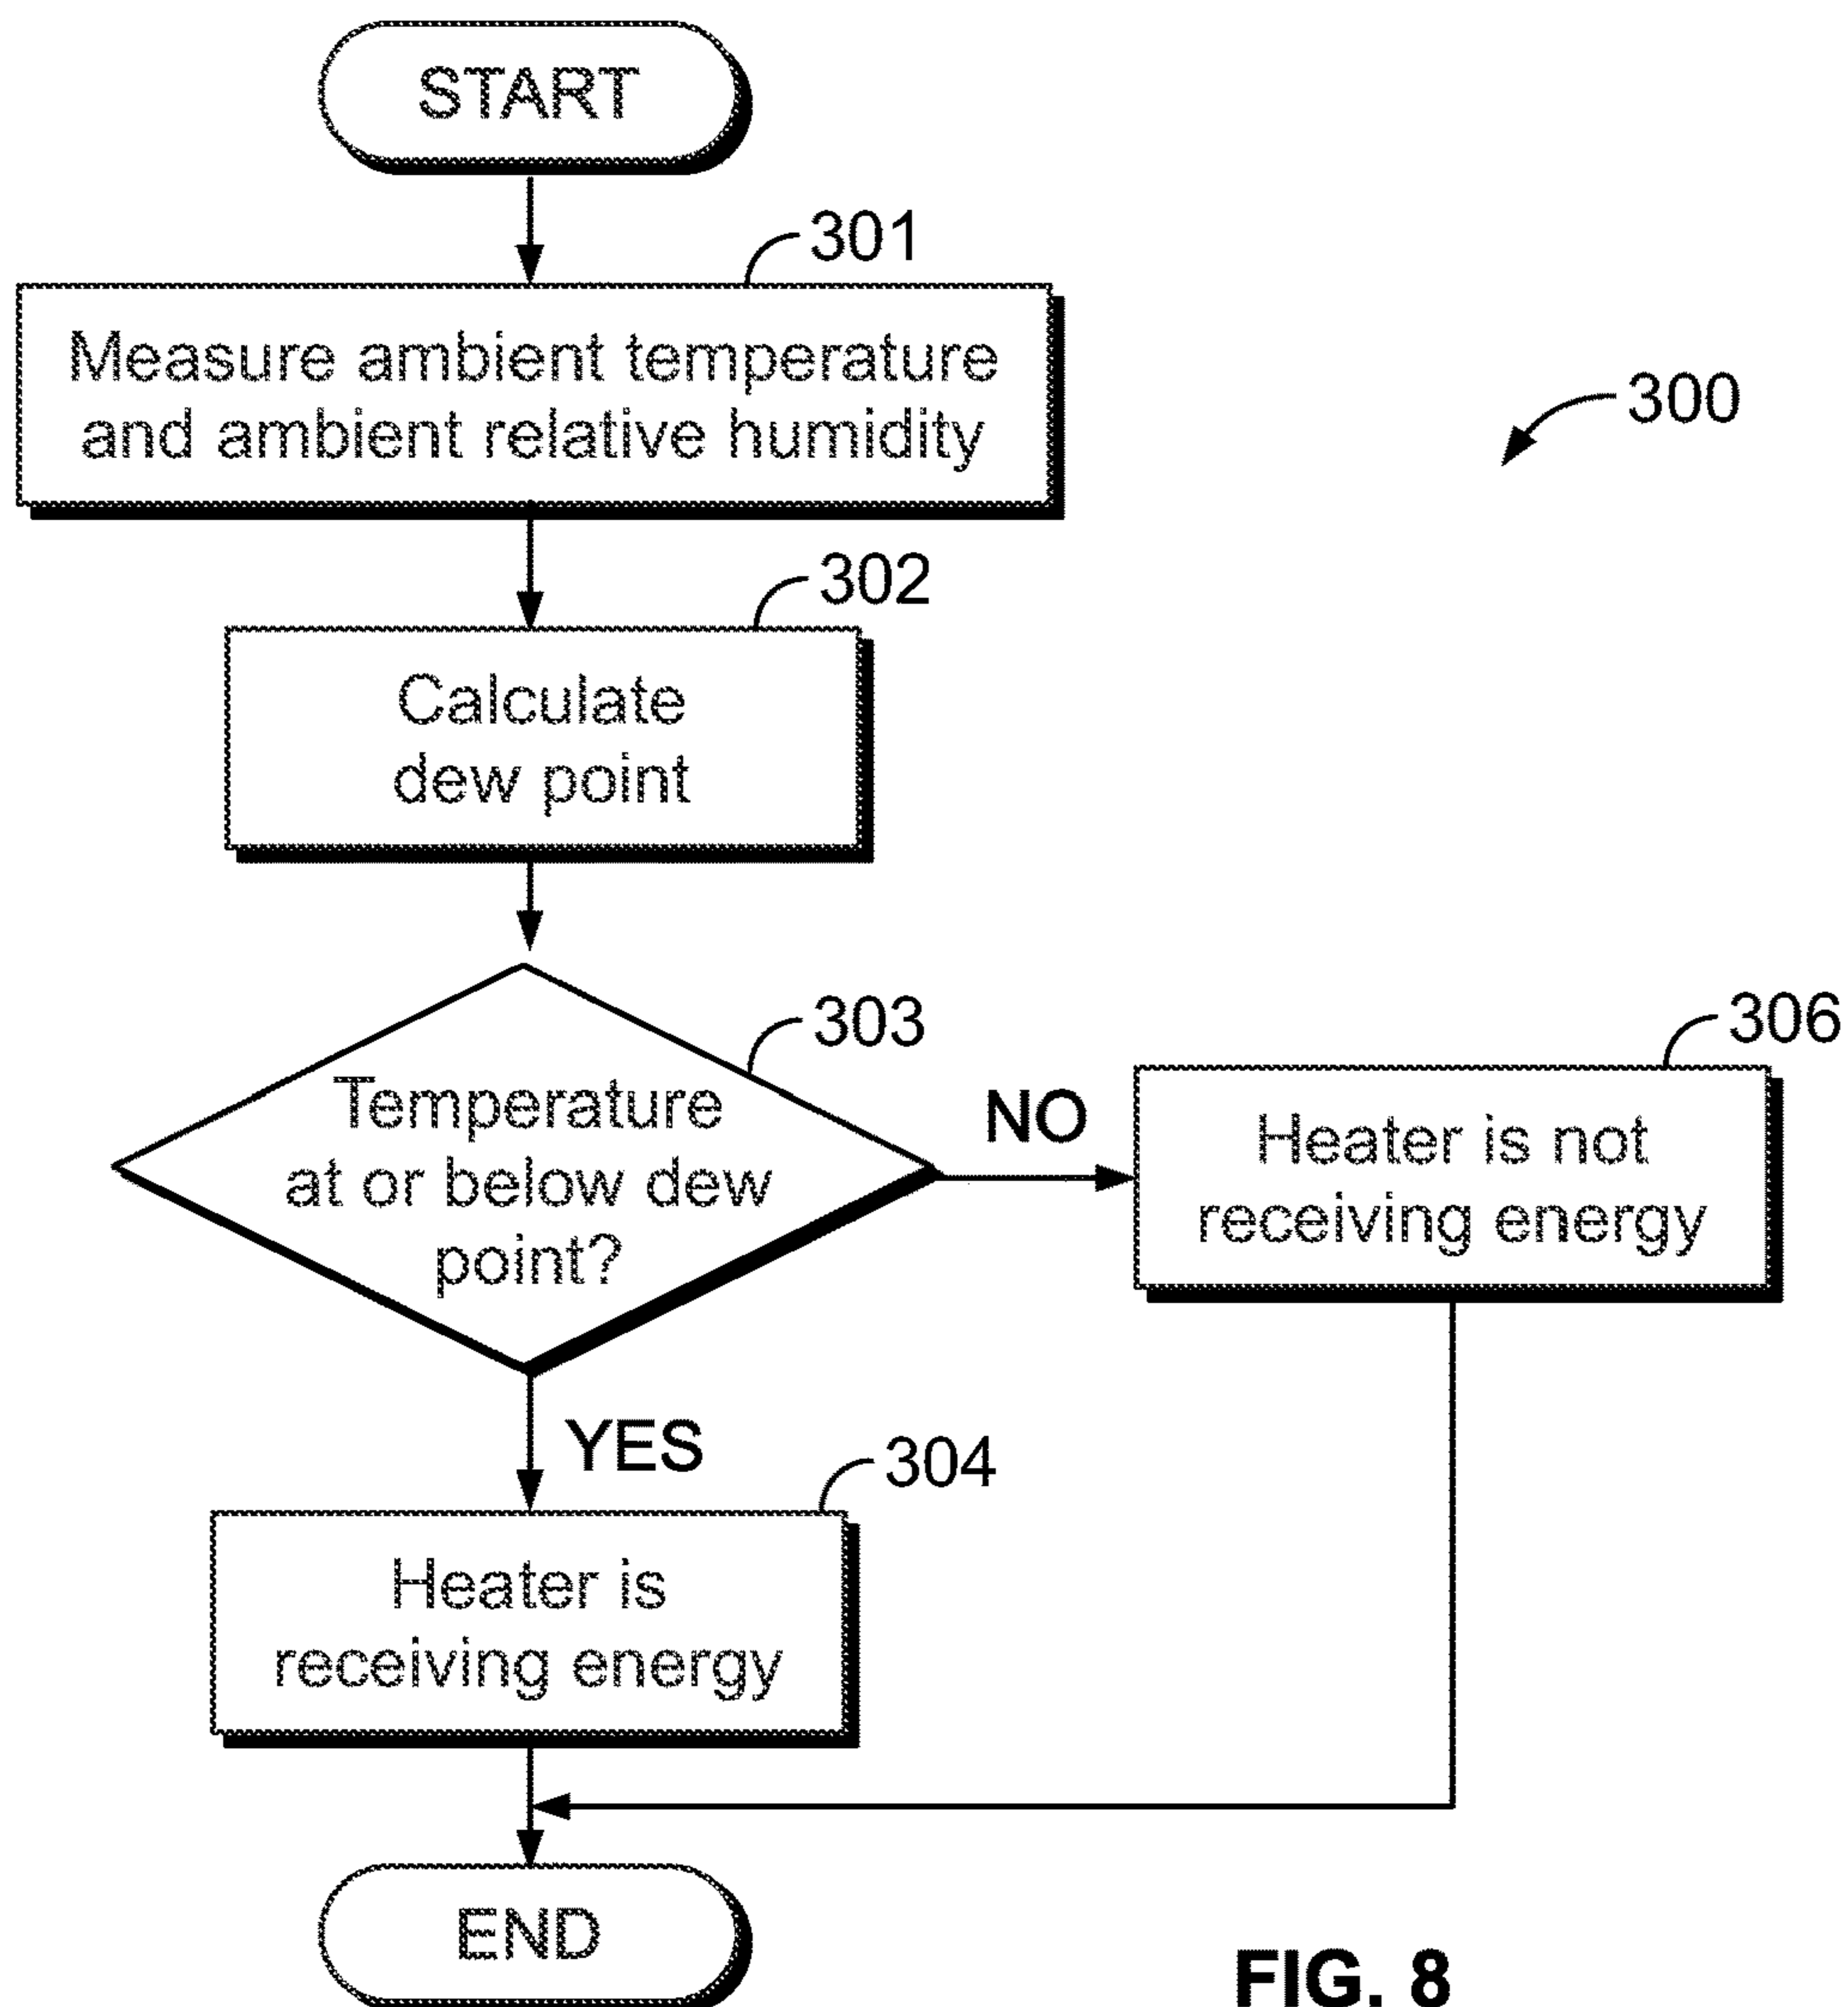 START
301
Measure ambient temperature
and ambient relative humidity
300
302
Calculate
dew point
303
Temperature
at or below dew
point?
NO
306
Heater is not
receiving energy
YES
304
Heater is
receiving energy
END
FIG. 8